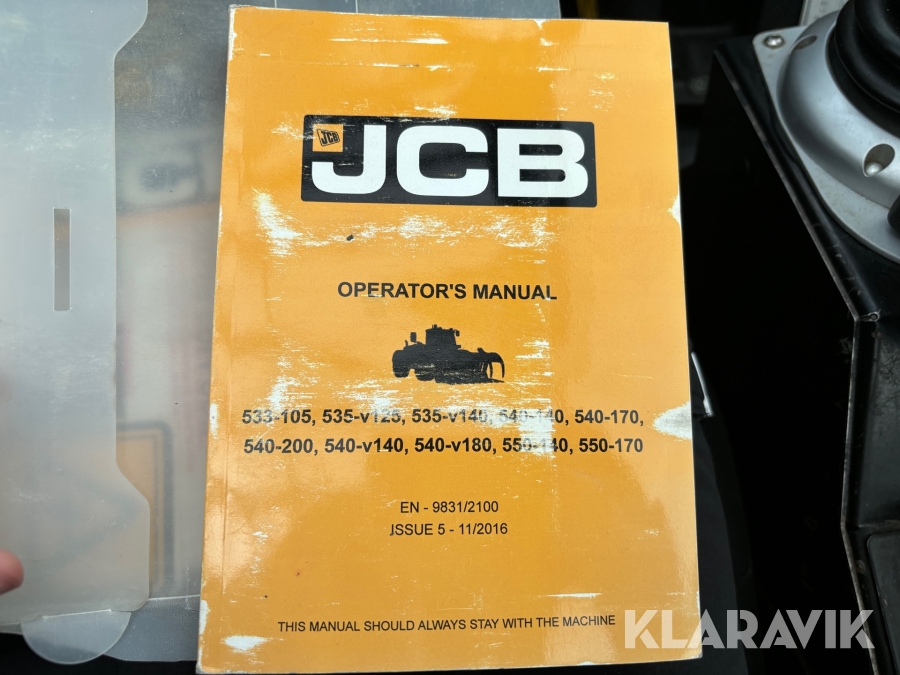 JCB
JCB
OPERATOR'S MANUAL
533-105, 535-v125, 535-v140, 540-140, 540-170,
540-200, 540-v140, 540-v180, 550-140, 550-170
EN - 9831/2100
ISSUE 5 - 11/2016
THIS MANUAL SHOULD ALWAYS STAY WITH THE MACHINE
KLARAVIK